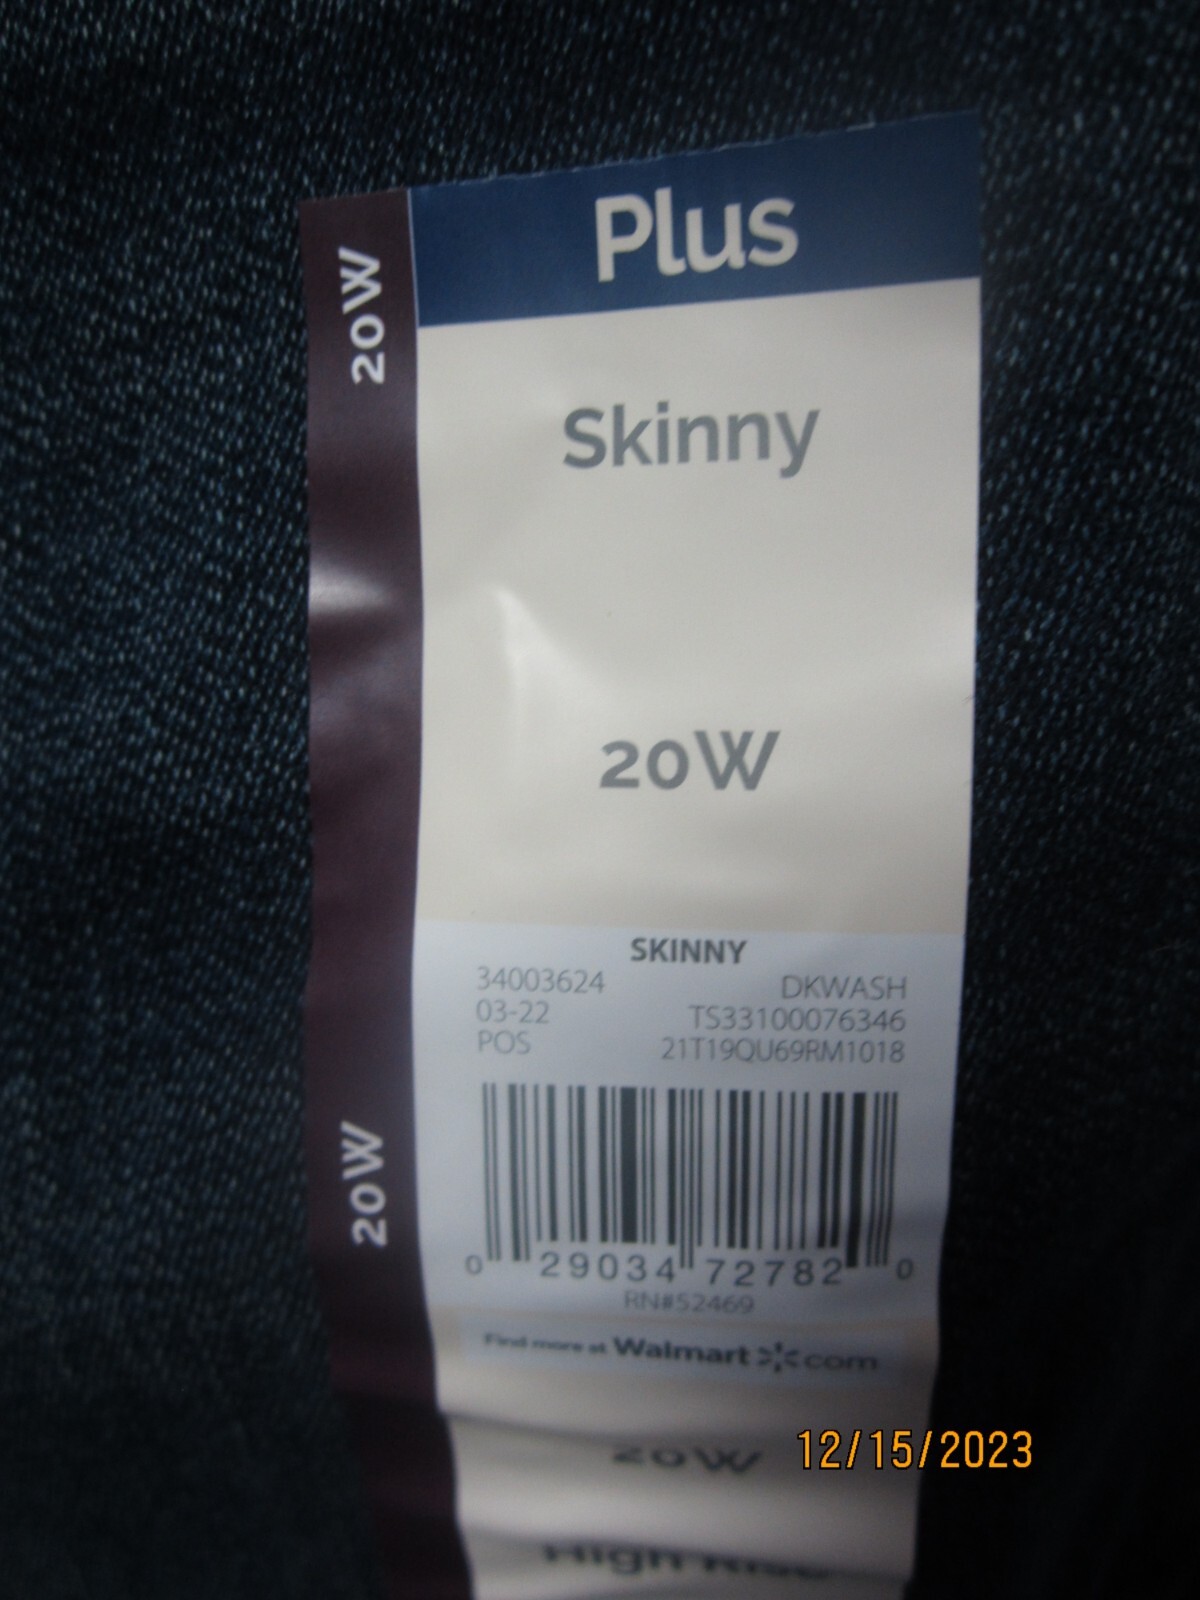 Plus
20W
Skinny
20W
SKINNY
34003624 DKWASH
03-22 TS33100076346
POS 21T19QU69RM1018
20W
0 29034 72782 0
RN#52469
Find more at Walmart com
20W
12/15/2023
High Rise